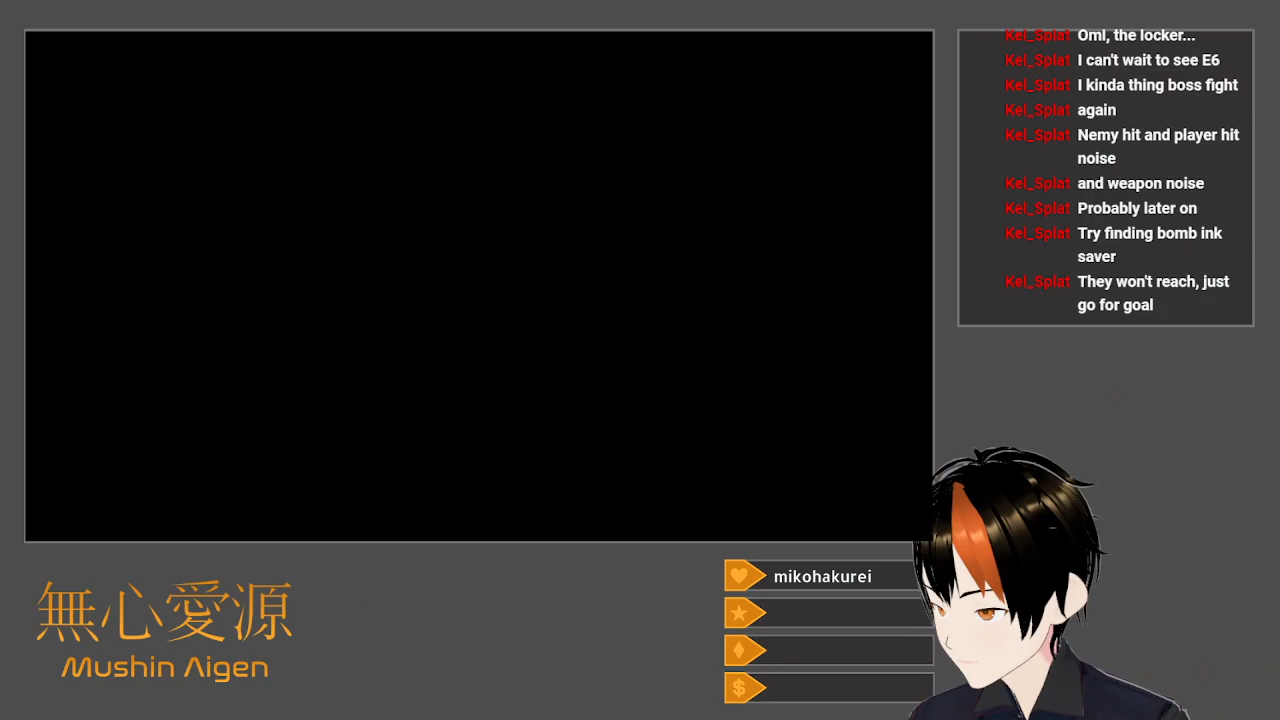 Kel_Splat Oml, the locker...
Kel_Splat I can't wait to see E6
Kel_Splat I kinda thing boss fight
Kel_Splat again
Kel_Splat Nemy hit and player hit
noise
Kel_Splat and weapon noise
Kel_Splat Probably later on
Kel_Splat Try finding bomb ink
saver
Kel_Splat They won't reach, just
go for goal
mikohakurei
$
無心愛源
Mushin Aigen